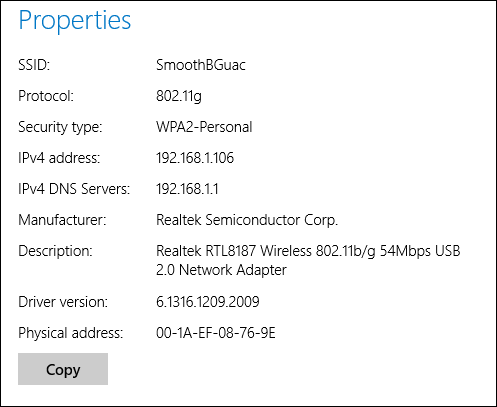 Properties
SSID: SmoothBGuac
Protocol: 802.11g
Security type: WPA2-Personal
IPv4 address: 192.168.1.106
IPv4 DNS Servers: 192.168.1.1
Manufacturer: Realtek Semiconductor Corp.
Description: Realtek RTL8187 Wireless 802.11b/g 54Mbps USB
2.0 Network Adapter
Driver version: 6.1316.1209.2009
Physical address: 00-1A-EF-08-76-9E
Copy